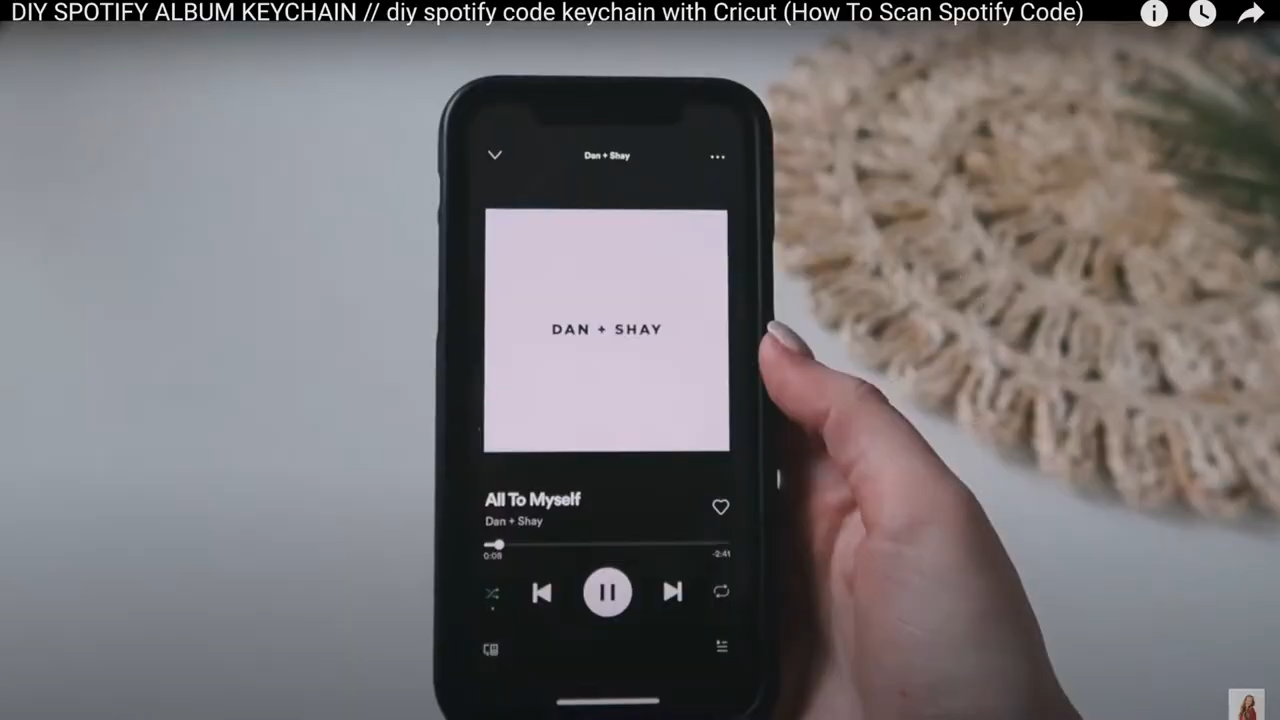 DIY SPOTIFY ALBUM KEYCHAIN // diy spotify code keychain with Cricut (How To Scan Spotify Code)
Dan + Shay
DAN + SHAY
All To Myself
Dan + Shay
0:08 -2:41